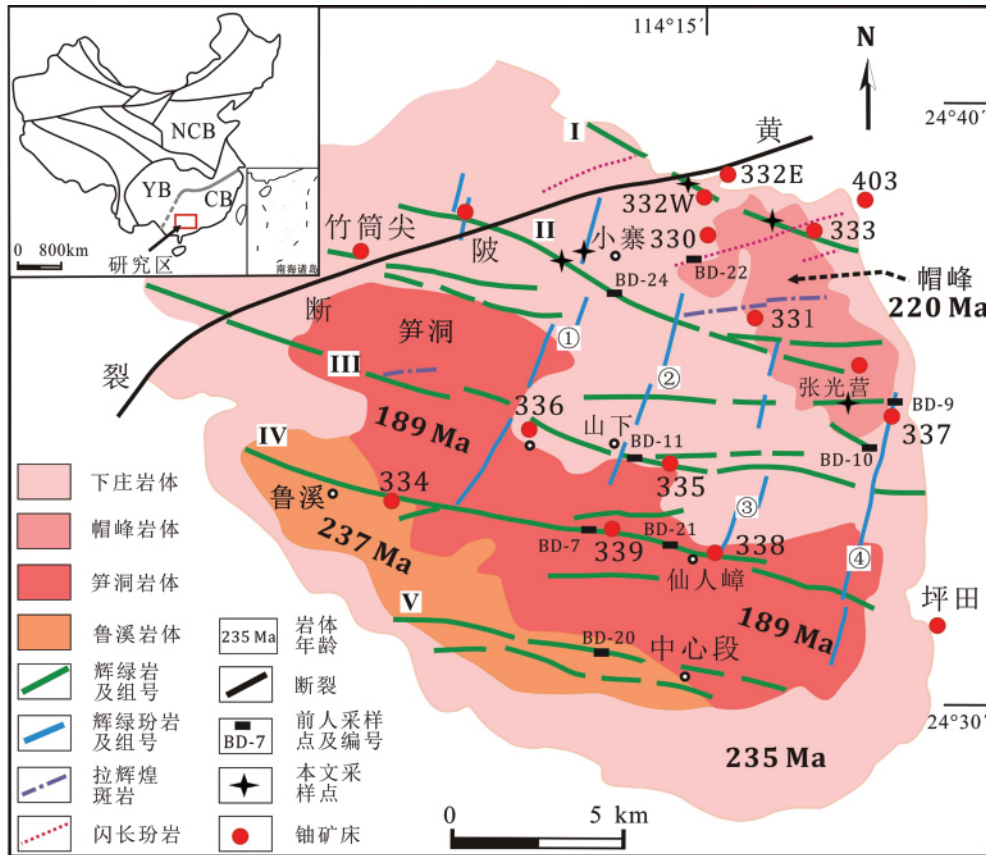 NCB
YB
CB
0 800km
研究区
南海诸岛
114°15′
N
24°40′
24°30′
黄
陂
断
裂
I
II
III
IV
V
332E
332W
403
竹筒尖
小寨
330
333
BD-22
BD-24
帽峰
220 Ma
331
笋洞
①
②
③
④
张光营
BD-9
337
BD-10
189 Ma
336
山下
BD-11
335
334
鲁溪
237 Ma
BD-7
339
BD-21
338
仙人嶂
189 Ma
坪田
BD-20
中心段
235 Ma
下庄岩体
帽峰岩体
笋洞岩体
鲁溪岩体
辉绿岩
及组号
辉绿玢岩
及组号
拉辉煌
斑岩
闪长玢岩
235 Ma
岩体
年龄
断裂
BD-7
前人采样
点及编号
本文采
样点
铀矿床
0 5 km